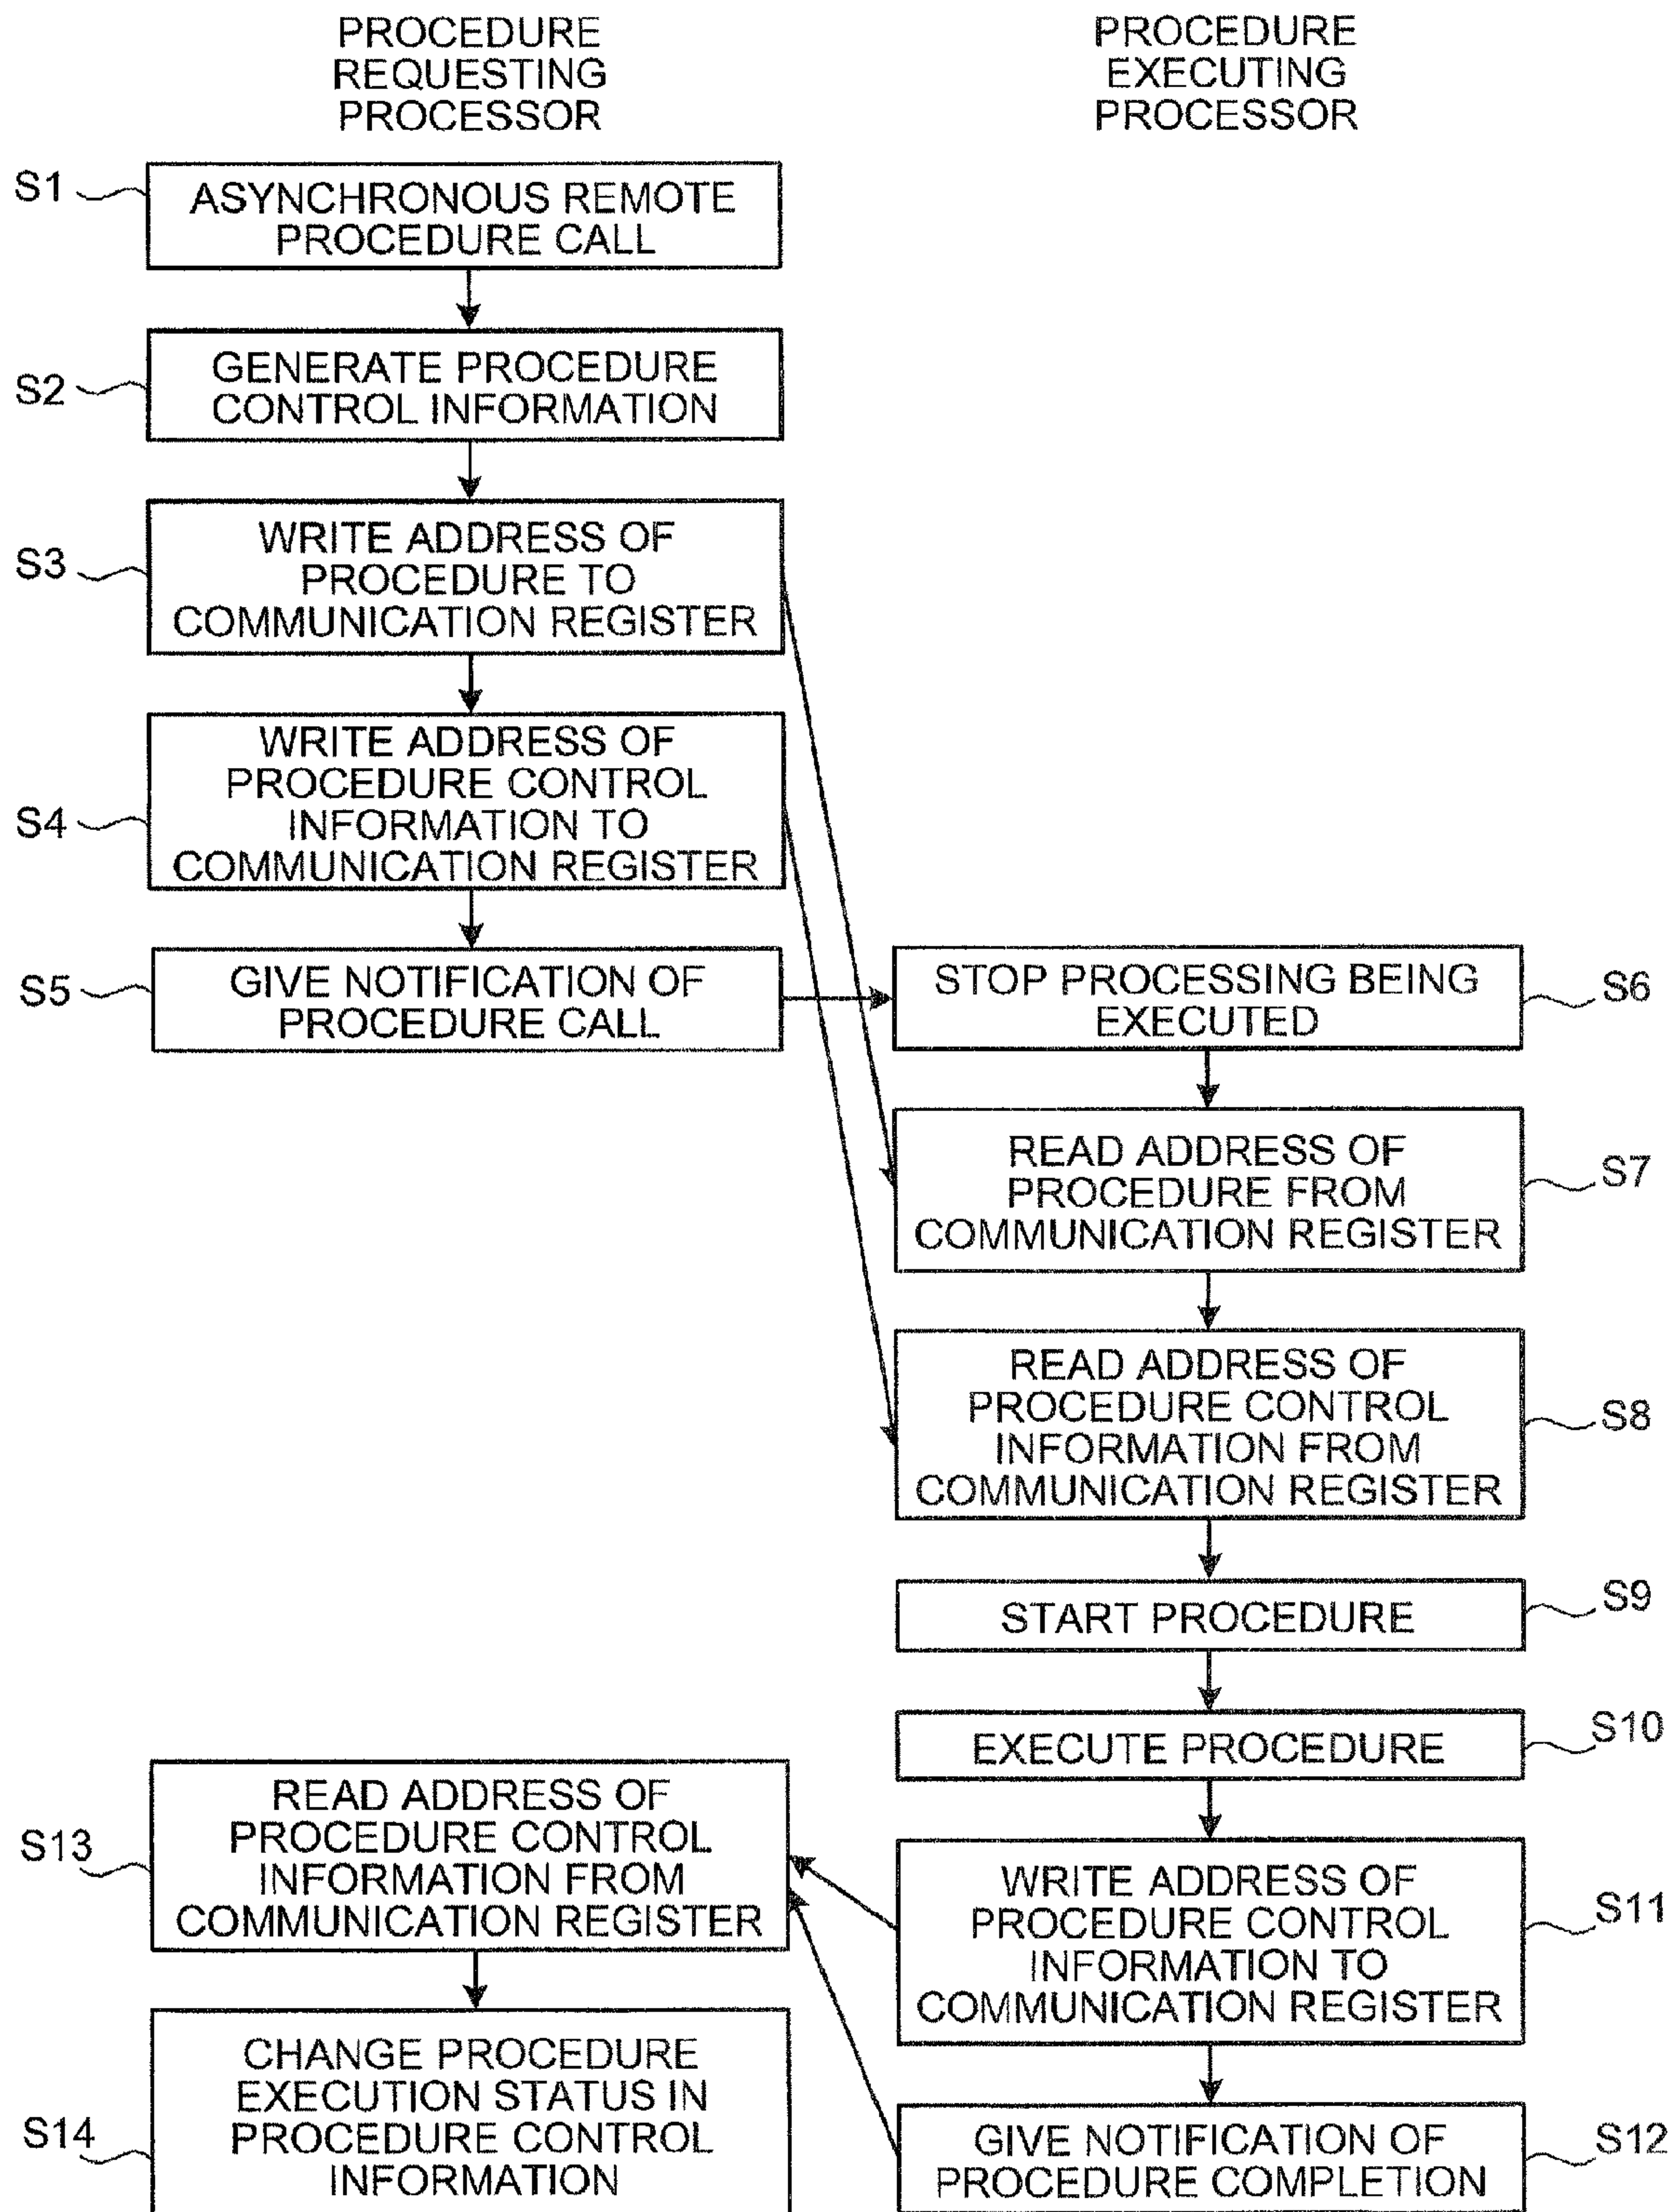 PROCEDURE
REQUESTING
PROCESSOR
PROCEDURE
EXECUTING
PROCESSOR
S1
ASYNCHRONOUS REMOTE
PROCEDURE CALL
S2
GENERATE PROCEDURE
CONTROL INFORMATION
S3
WRITE ADDRESS OF
PROCEDURE TO
COMMUNICATION REGISTER
S4
WRITE ADDRESS OF
PROCEDURE CONTROL
INFORMATION TO
COMMUNICATION REGISTER
S5
GIVE NOTIFICATION OF
PROCEDURE CALL
STOP PROCESSING BEING
EXECUTED
S6
READ ADDRESS OF
PROCEDURE FROM
COMMUNICATION REGISTER
S7
READ ADDRESS OF
PROCEDURE CONTROL
INFORMATION FROM
COMMUNICATION REGISTER
S8
START PROCEDURE
S9
EXECUTE PROCEDURE
S10
WRITE ADDRESS OF
PROCEDURE CONTROL
INFORMATION TO
COMMUNICATION REGISTER
S11
GIVE NOTIFICATION OF
PROCEDURE COMPLETION
S12
S13
READ ADDRESS OF
PROCEDURE CONTROL
INFORMATION FROM
COMMUNICATION REGISTER
S14
CHANGE PROCEDURE
EXECUTION STATUS IN
PROCEDURE CONTROL
INFORMATION